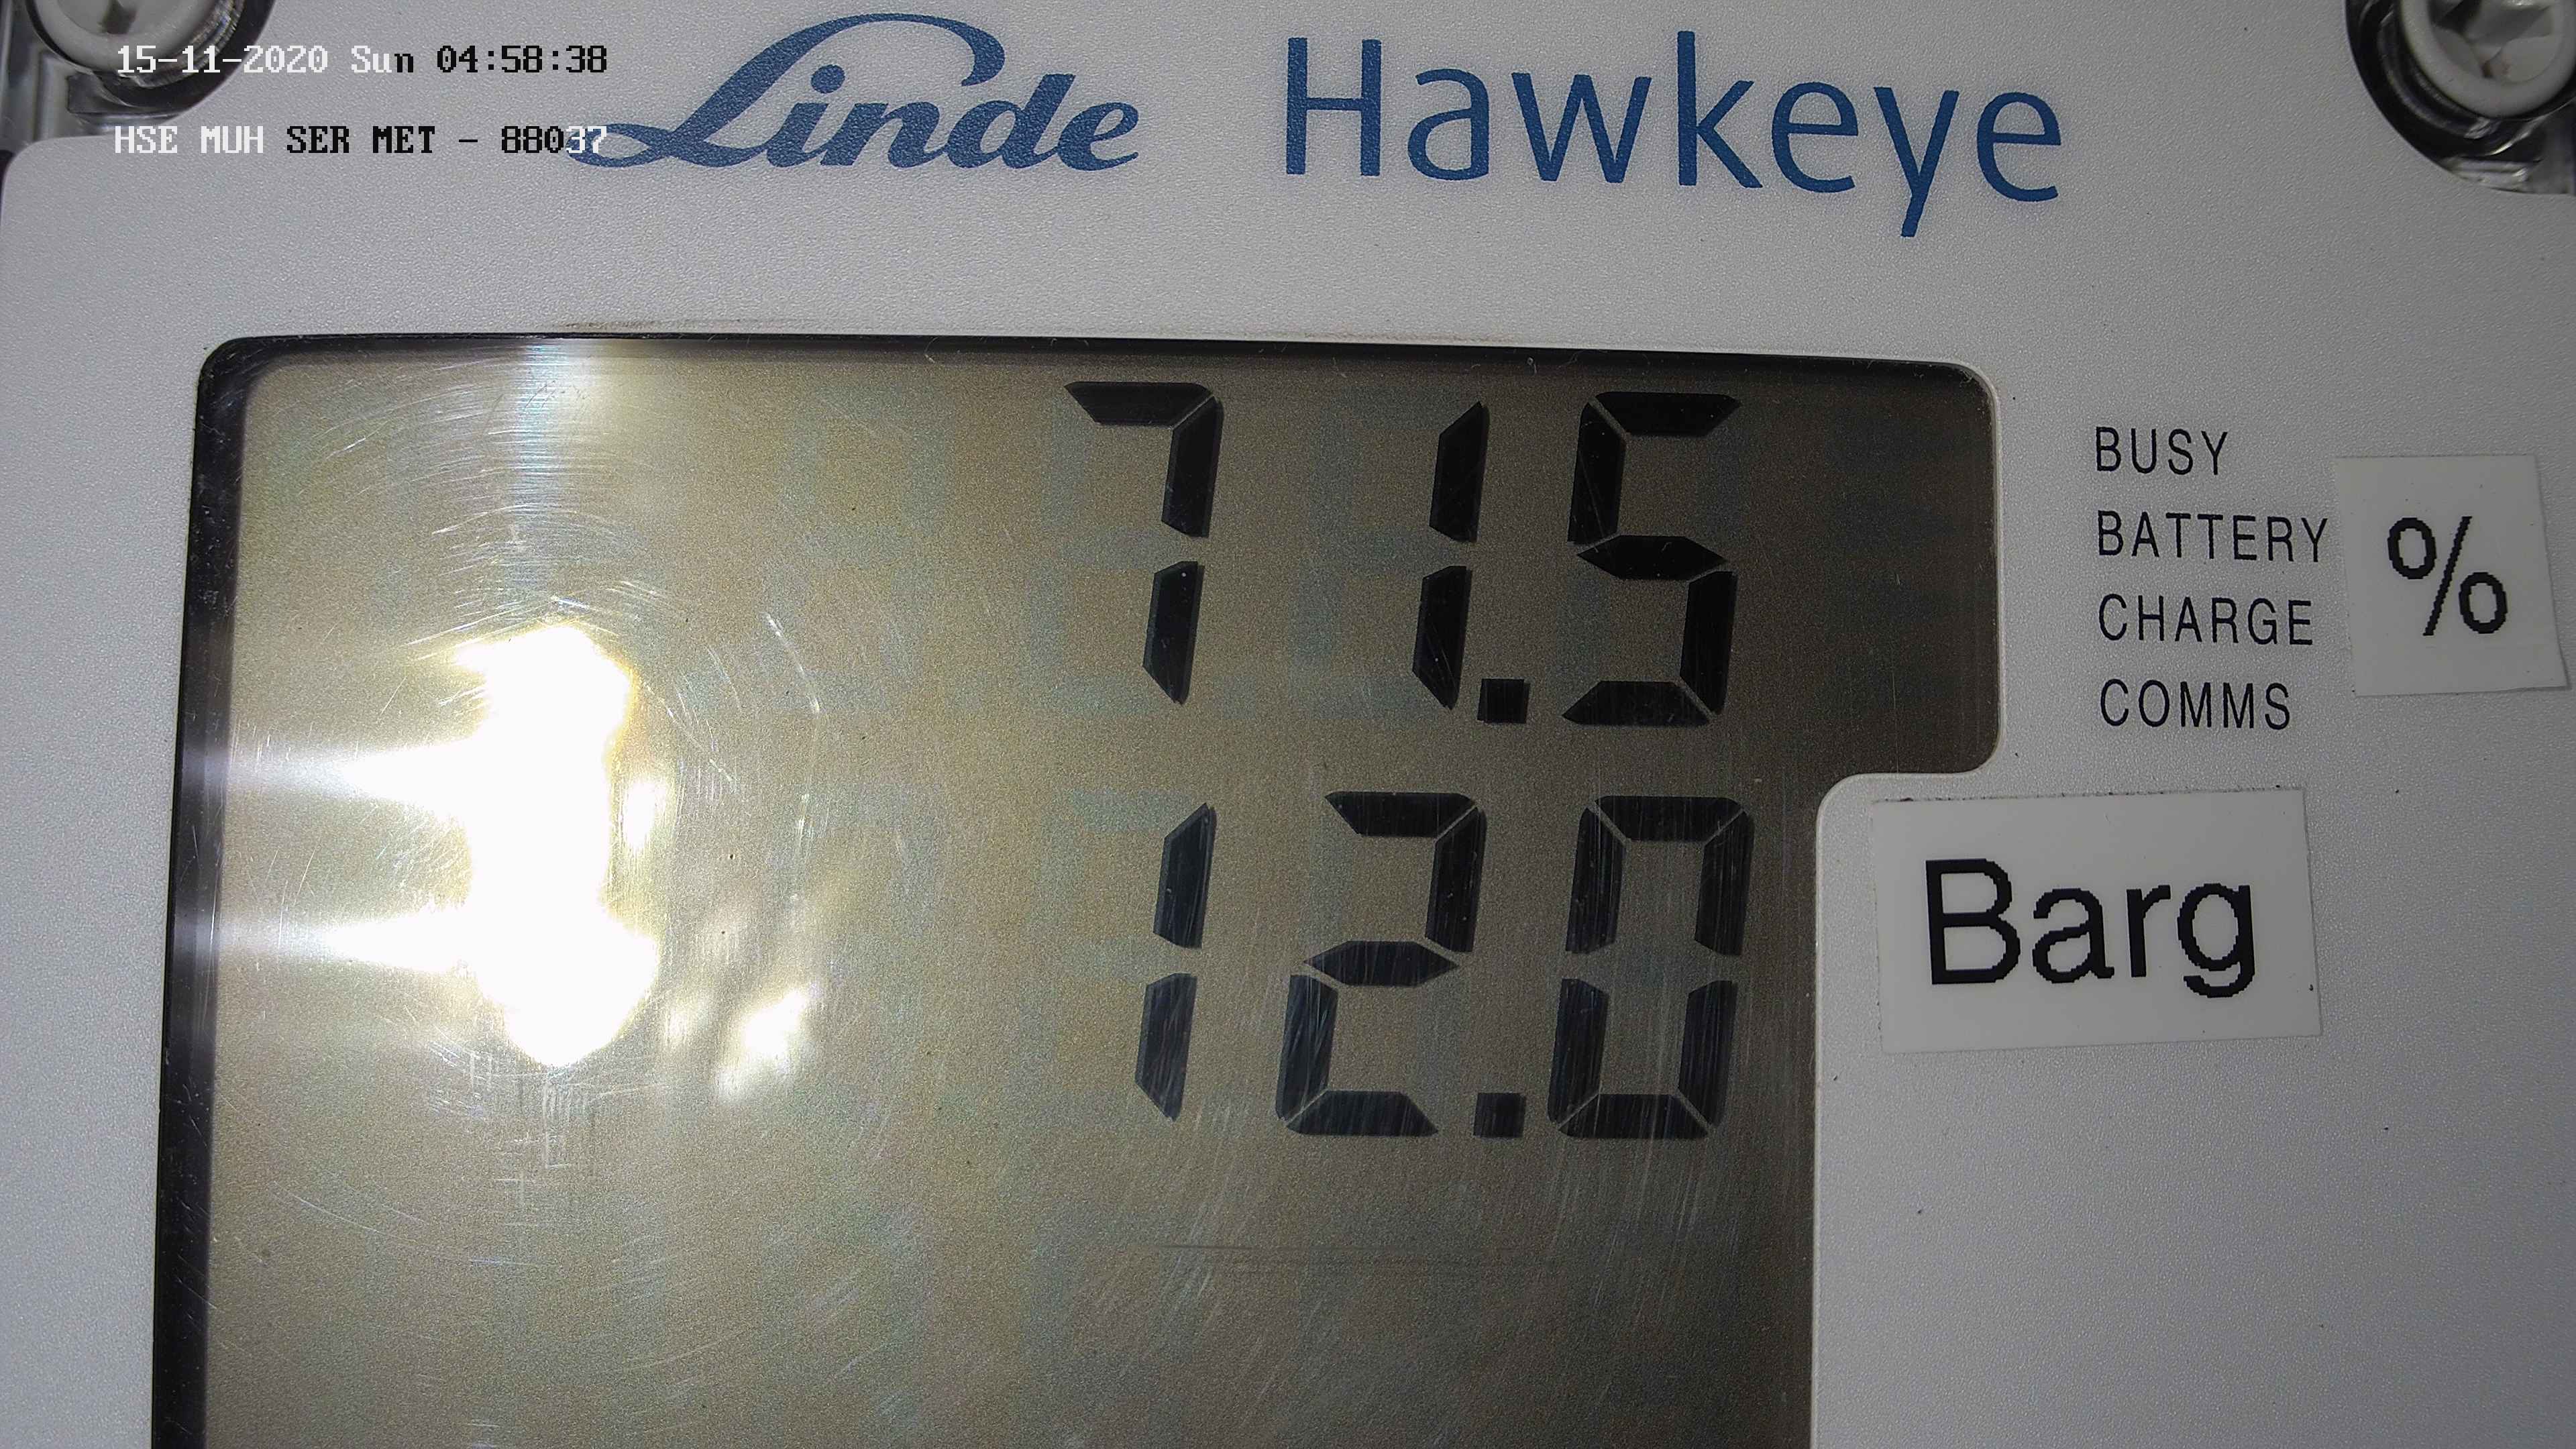 15-11-2020 Sun 04:58:38
HSE MUH SER MET - 88037
Linde Hawkeye
71.5
BUSY
BATTERY
CHARGE
COMMS
%
12.0
Barg